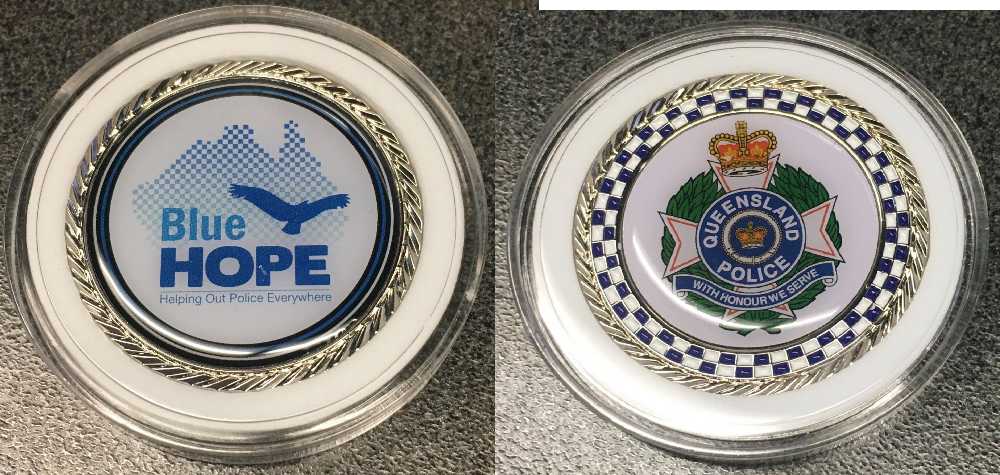 Blue
HOPE
Helping Out Police Everywhere
QUEENSLAND
POLICE
WITH HONOUR WE SERVE